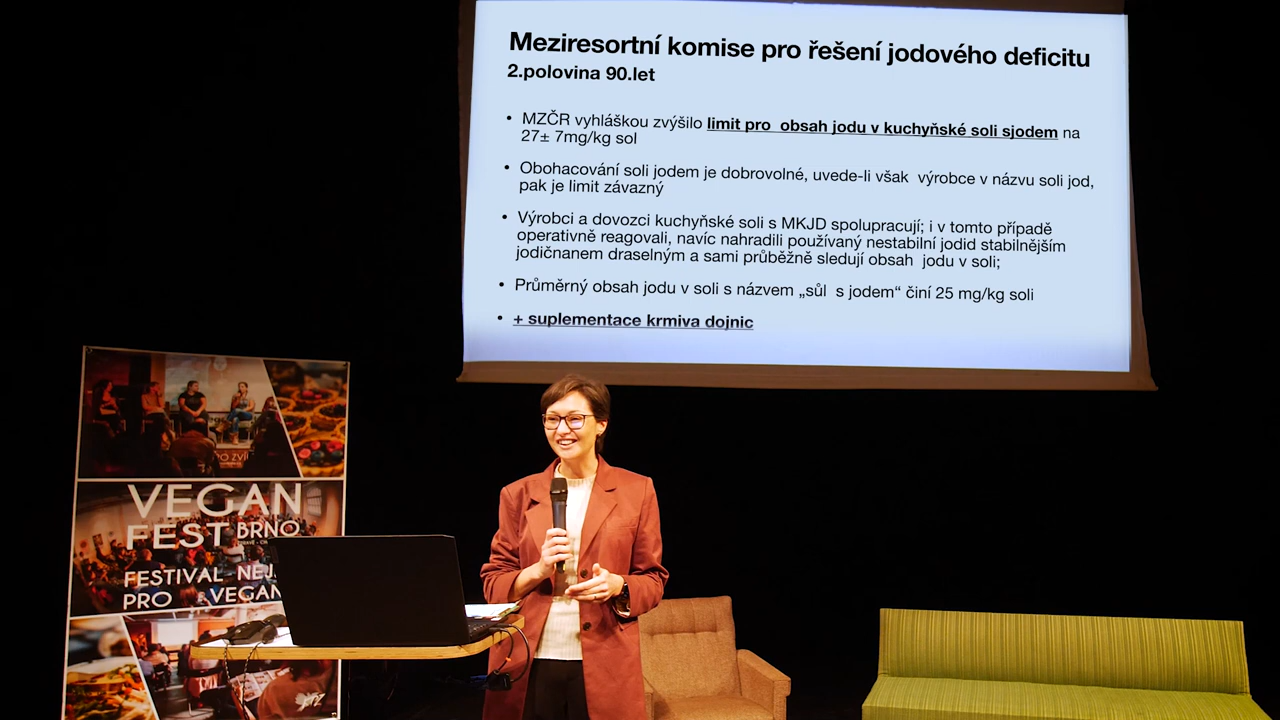 Meziresortní komise pro řešení jodového deficitu
2.polovina 90.let
• MZČR vyhláškou zvýšilo limit pro obsah jodu v kuchyňské soli sjodem na
27± 7mg/kg sol
• Obohacování soli jodem je dobrovolné, uvede-li však výrobce v názvu soli jod,
pak je limit závazný
• Výrobci a dovozci kuchyňské soli s MKJD spolupracují; i v tomto případě
operativně reagovali, navíc nahradili používaný nestabilní jodid stabilnějším
jodičnanem draselným a sami průběžně sledují obsah jodu v soli;
• Průměrný obsah jodu v soli s názvem „sůl s jodem“ činí 25 mg/kg soli
• + suplementace krmiva dojnic
VEGAN
FEST BRNO
FESTIVAL NEJ
PRO VEGAN